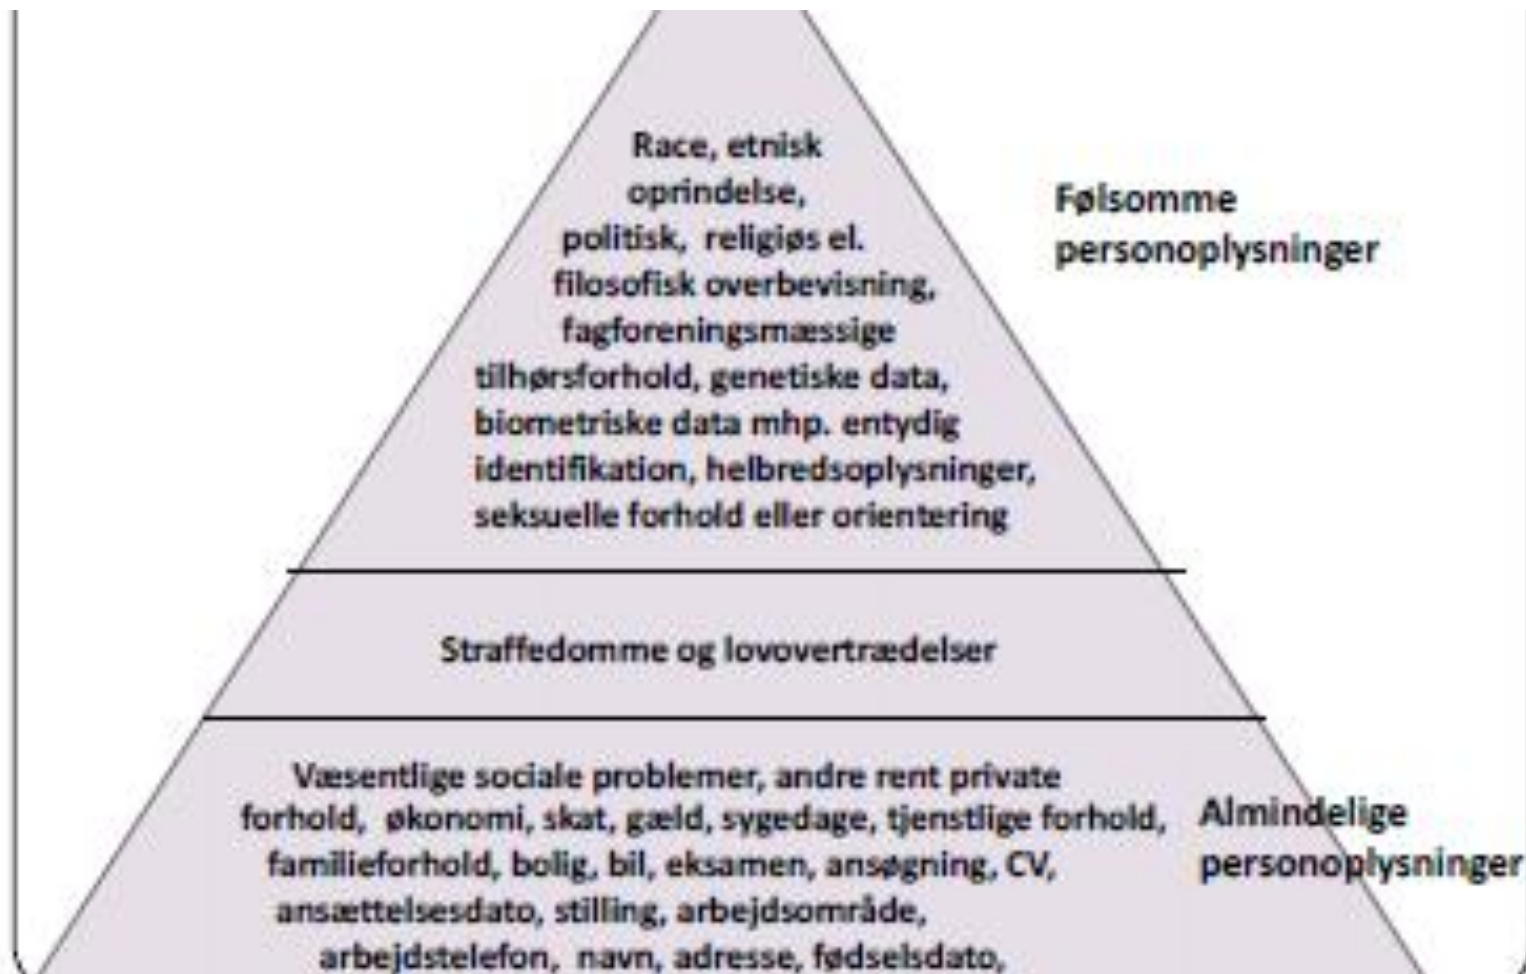 Race, etnisk
oprindelse,
politisk, religiøs el.
filosofisk overbevisning,
fagforeningsmæssige
tilhørsforhold, genetiske data,
biometriske data mhp. entydig
identifikation, helbredsoplysninger,
seksuelle forhold eller orientering
Følsomme
personoplysninger
Straffedomme og lovovertrædelser
Væsentlige sociale problemer, andre rent private
forhold, økonomi, skat, gæld, sygedage, tjenstlige forhold,
familieforhold, bolig, bil, eksamen, ansøgning, CV,
ansættelsesdato, stilling, arbejdsområde,
arbejdstelefon, navn, adresse, fødselsdato,
Almindelige
personoplysninger